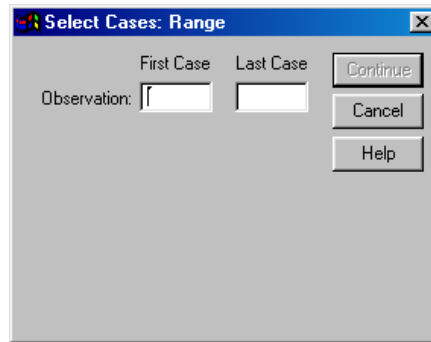 Select Cases: Range
First Case Last Case Continue
Observation:
Cancel
Help